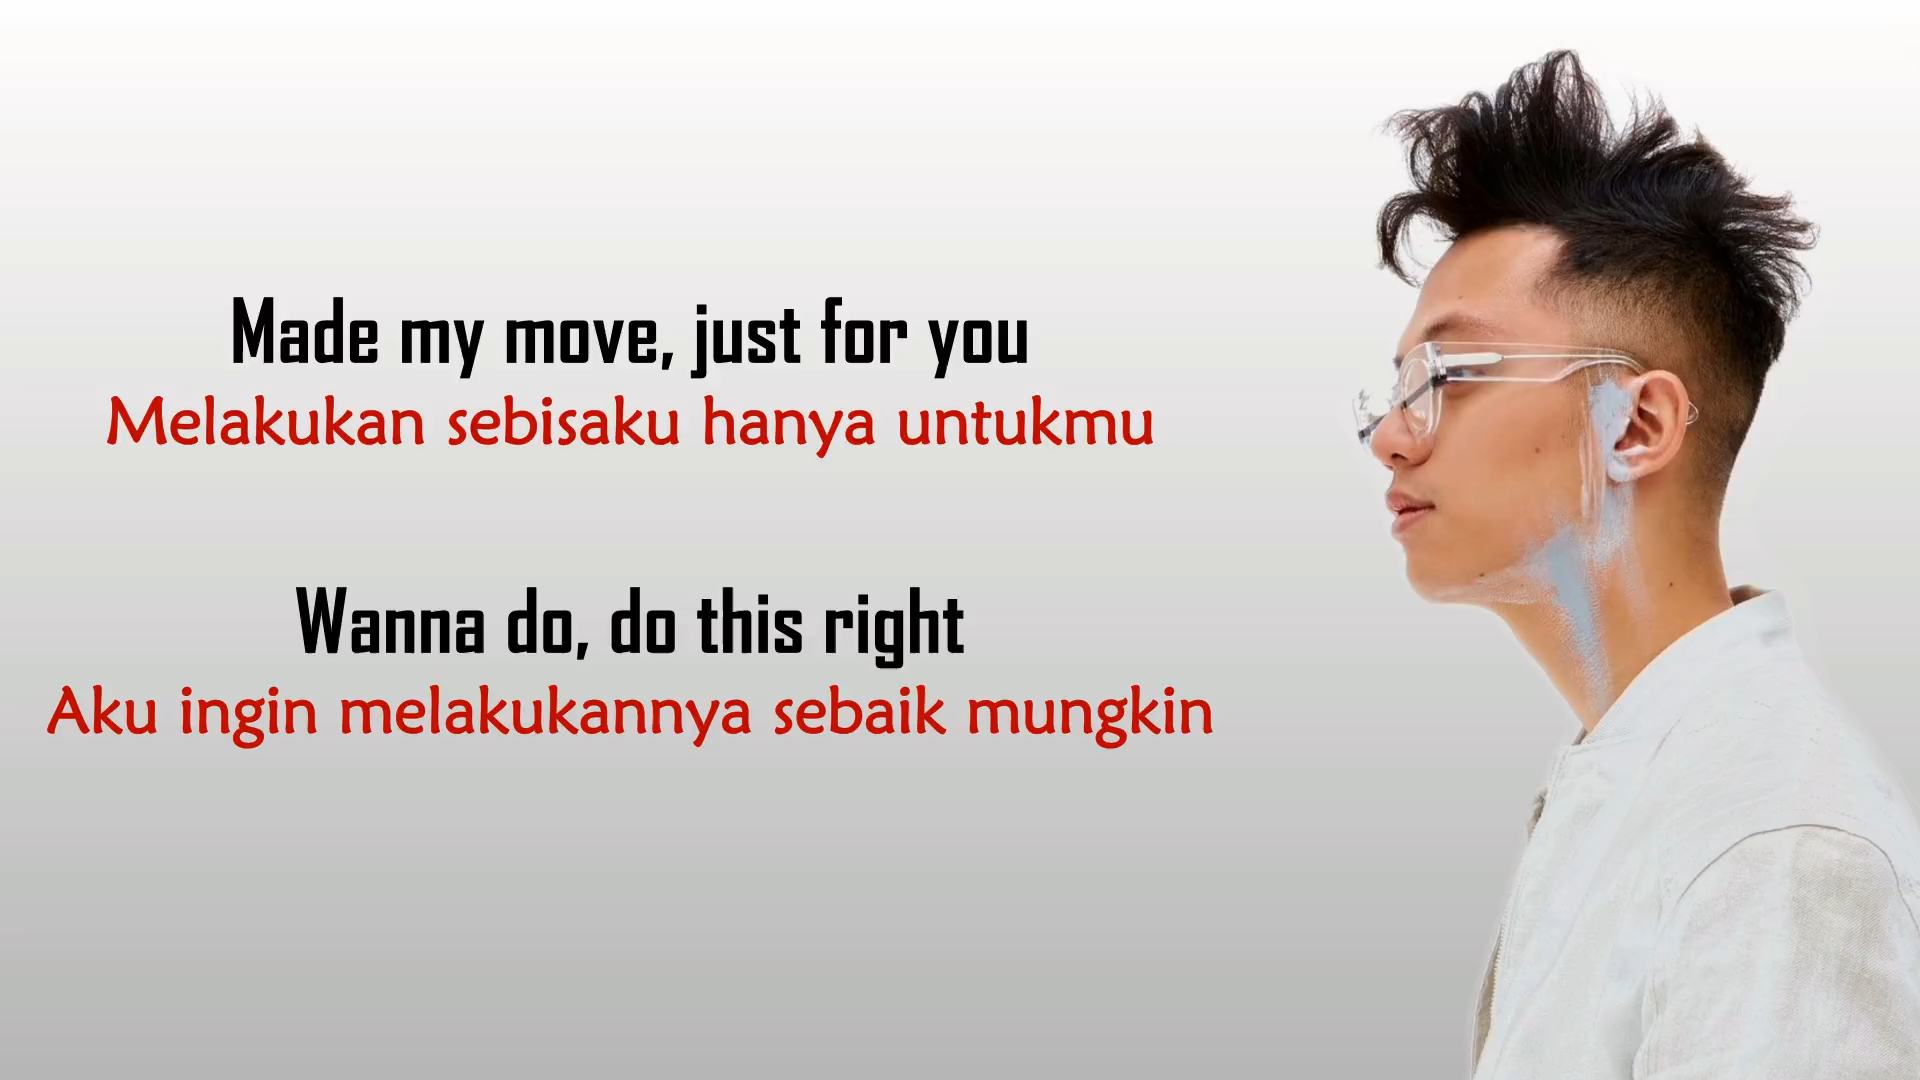 Made my move, just for you
Melakukan sebisaku hanya untukmu
Wanna do, do this right
Aku ingin melakukannya sebaik mungkin